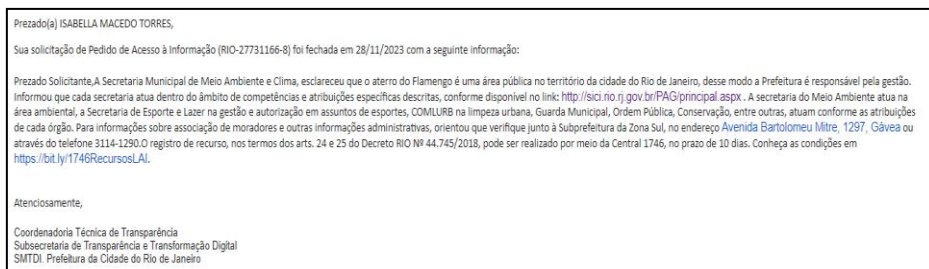 Prezado(a) ISABELLA MACEDO TORRES,
Sua solicitação de Pedido de Acesso à Informação (RIO-27731166-8) foi fechada em 28/11/2023 com a seguinte informação:
Prezado Solicitante,A Secretaria Municipal de Meio Ambiente e Clima, esclareceu que o aterro do Flamengo é uma área pública no território da cidade do Rio de Janeiro, desse modo a Prefeitura é responsável pela gestão.
Informou que cada secretaria atua dentro do âmbito de competências e atribuições específicas descritas, conforme disponível no link: http://sici.rio.rj.gov.br/PAG/principal.aspx . A secretaria do Meio Ambiente atua na
área ambiental, a Secretaria de Esporte e Lazer na gestão e autorização em assuntos de esportes, COMLURB na limpeza urbana, Guarda Municipal, Ordem Pública, Conservação, entre outras, atuam conforme as atribuições
de cada órgão. Para informações sobre associação de moradores e outras informações administrativas, orientou que verifique junto à Subprefeitura da Zona Sul, no endereço Avenida Bartolomeu Mitre, 1297, Gávea ou
através do telefone 3114-1290.O registro de recurso, nos termos dos arts. 24 e 25 do Decreto RIO Nº 44.745/2018, pode ser realizado por meio da Central 1746, no prazo de 10 dias. Conheça as condições em
https://bit.ly/1746RecursosLAI.
Atenciosamente,
Coordenadoria Técnica de Transparência
Subsecretaria de Transparência e Transformação Digital
SMTDI. Prefeitura da Cidade do Rio de Janeiro